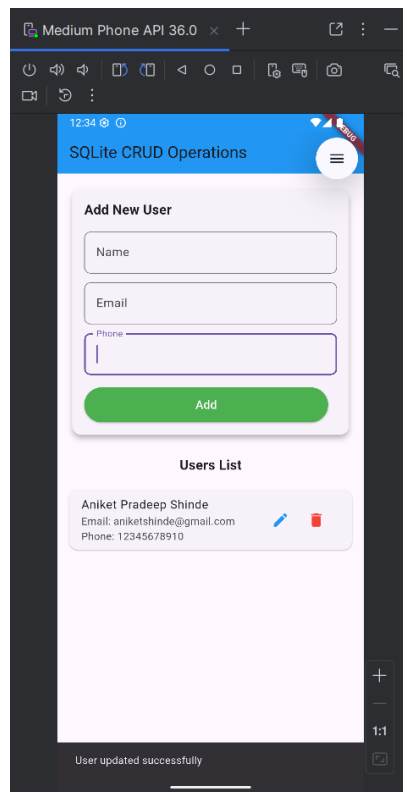 Medium Phone API 36.0
12:34
DEBUG
SQLite CRUD Operations
Add New User
Name
Email
Phone
Add
Users List
Aniket Pradeep Shinde
Email: aniketshinde@gmail.com
Phone: 12345678910
1:1
User updated successfully